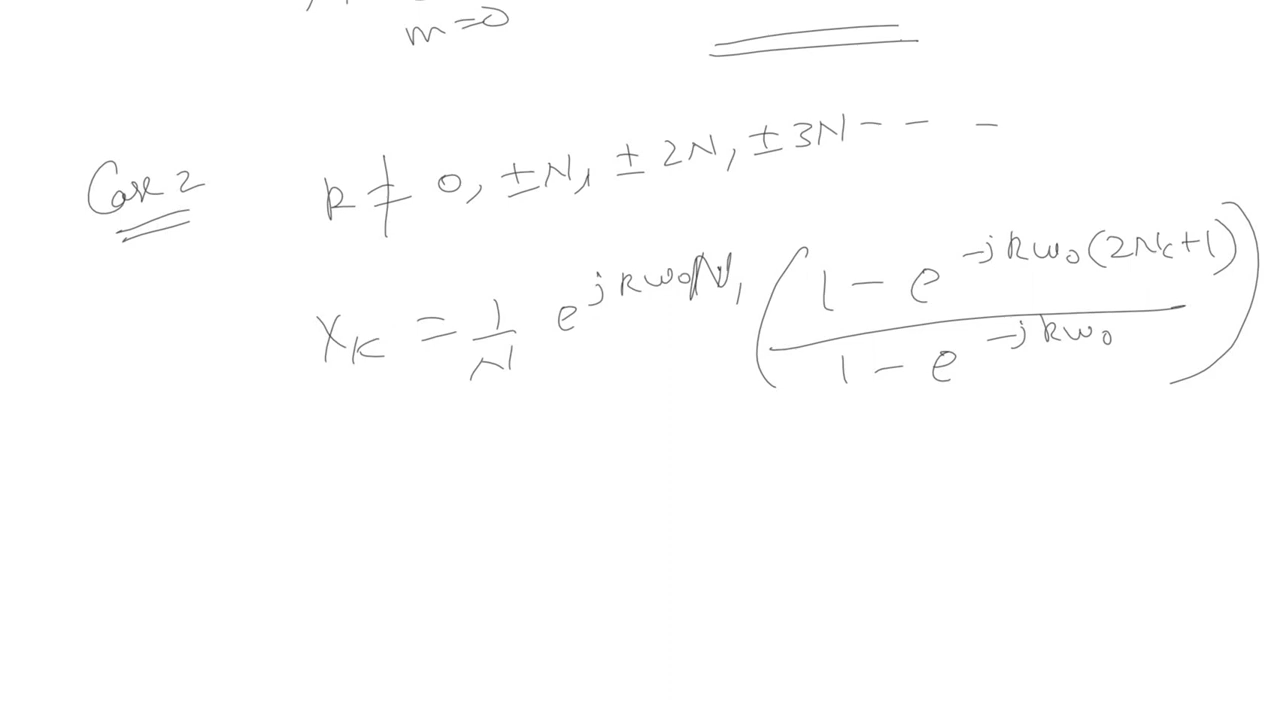 m=0
Case 2 k ≠ 0, ±N, ±2N, ±3N - - -
X_K = 1/N e^{jkω₀N₁} ( (1 - e^{-jkω₀(2N₁+1)}) / (1 - e^{-jkω₀}) )